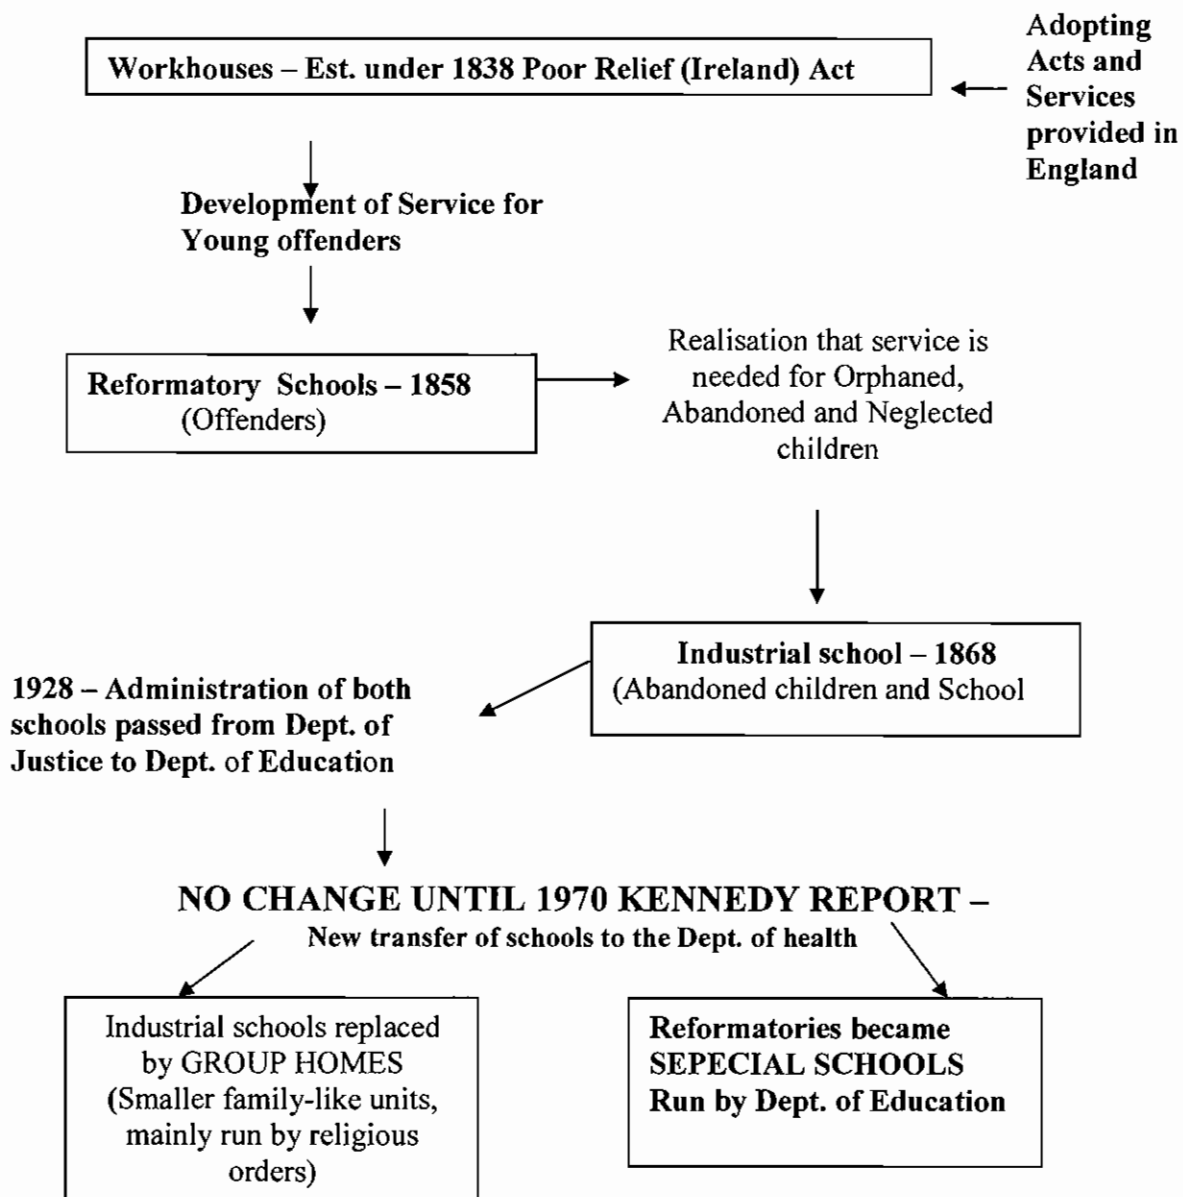 Adopting
Acts and
Services
provided in
England
Workhouses – Est. under 1838 Poor Relief (Ireland) Act
Development of Service for
Young offenders
Reformatory Schools – 1858
(Offenders)
Realisation that service is
needed for Orphaned,
Abandoned and Neglected
children
Industrial school – 1868
(Abandoned children and School
1928 – Administration of both
schools passed from Dept. of
Justice to Dept. of Education
NO CHANGE UNTIL 1970 KENNEDY REPORT –
New transfer of schools to the Dept. of health
Industrial schools replaced
by GROUP HOMES
(Smaller family-like units,
mainly run by religious
orders)
Reformatories became
SEPECIAL SCHOOLS
Run by Dept. of Education